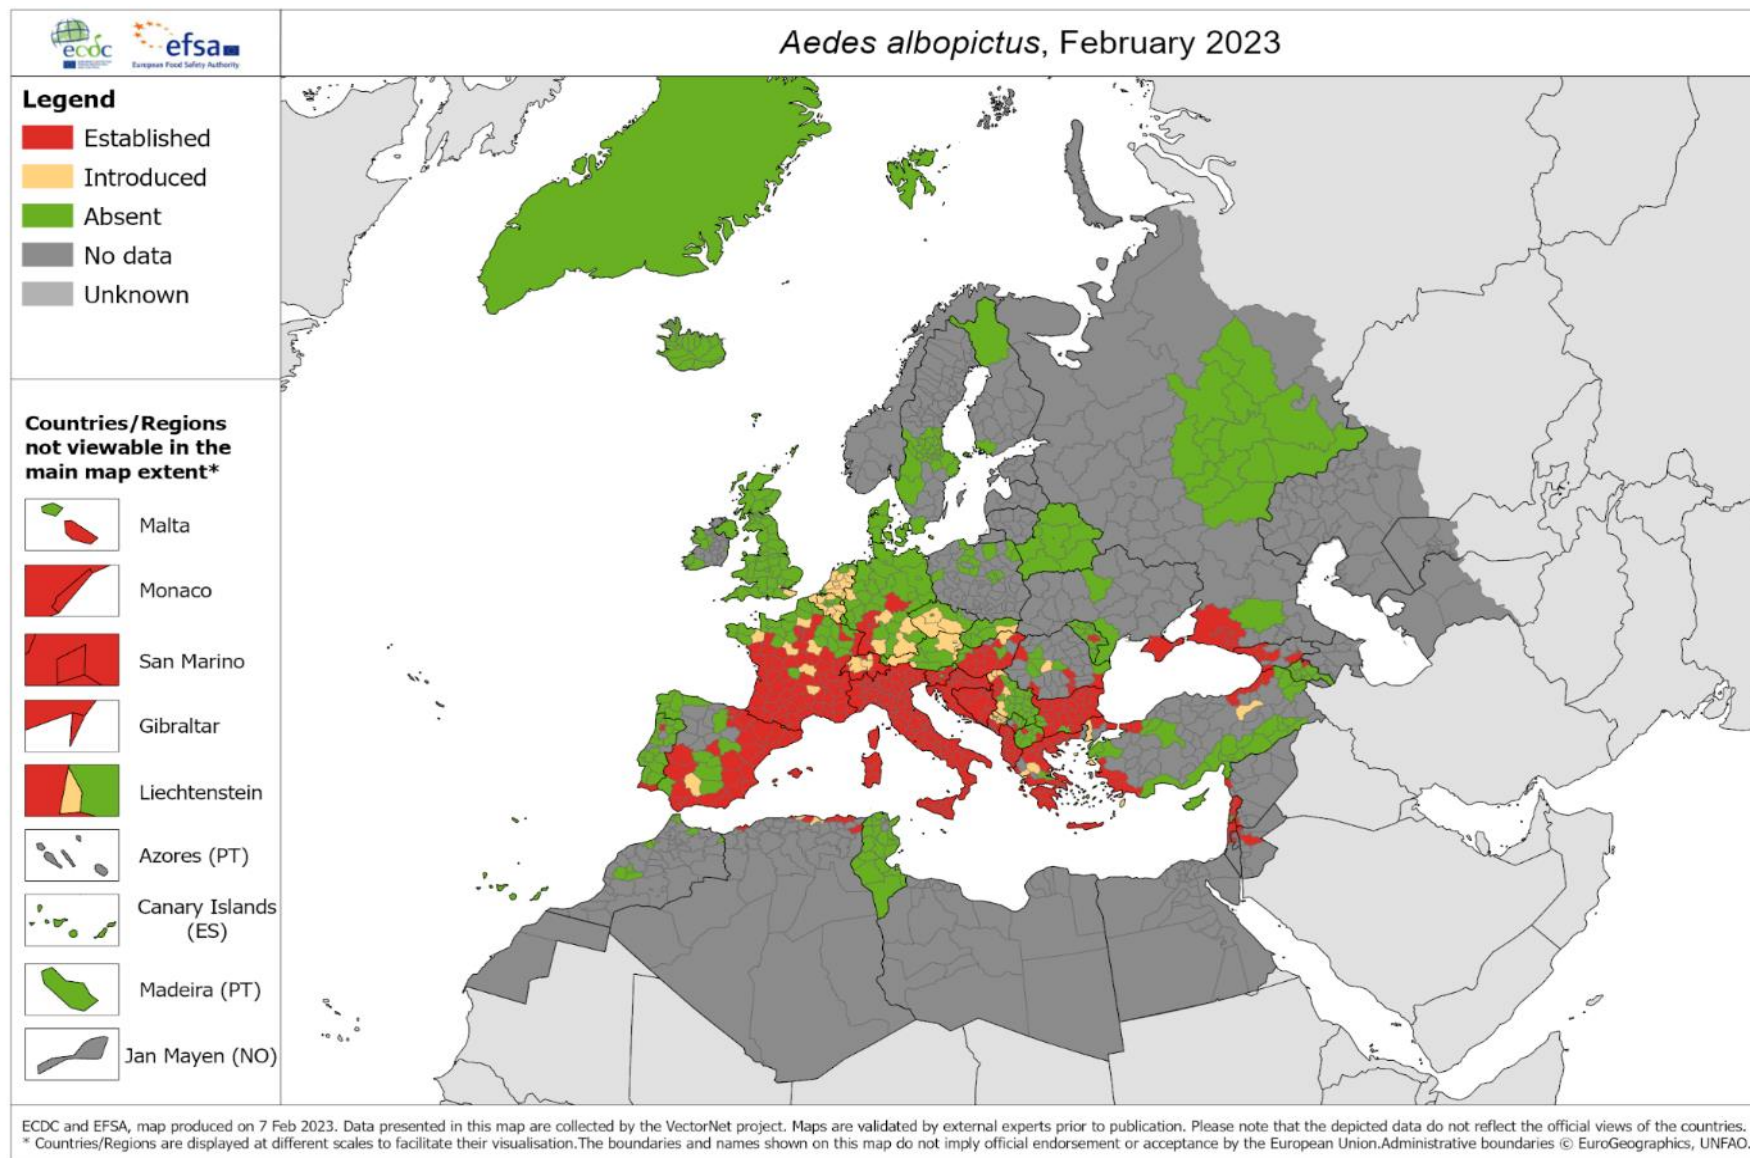 ecdc
efsa
European Food Safety Authority
Aedes albopictus, February 2023
Legend
Established
Introduced
Absent
No data
Unknown
Countries/Regions
not viewable in the
main map extent*
Malta
Monaco
San Marino
Gibraltar
Liechtenstein
Azores (PT)
Canary Islands
(ES)
Madeira (PT)
Jan Mayen (NO)
ECDC and EFSA, map produced on 7 Feb 2023. Data presented in this map are collected by the VectorNet project. Maps are validated by external experts prior to publication. Please note that the depicted data do not reflect the official views of the countries.
* Countries/Regions are displayed at different scales to facilitate their visualisation.The boundaries and names shown on this map do not imply official endorsement or acceptance by the European Union.Administrative boundaries © EuroGeographics, UNFAO.